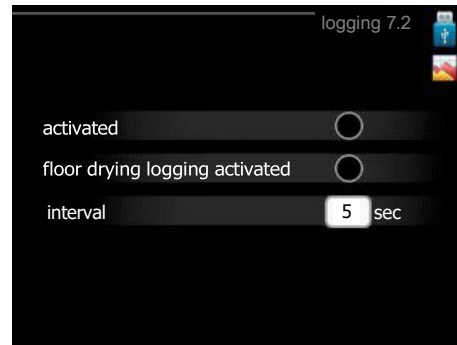 logging 7.2
activated
floor drying logging activated
interval 5 sec